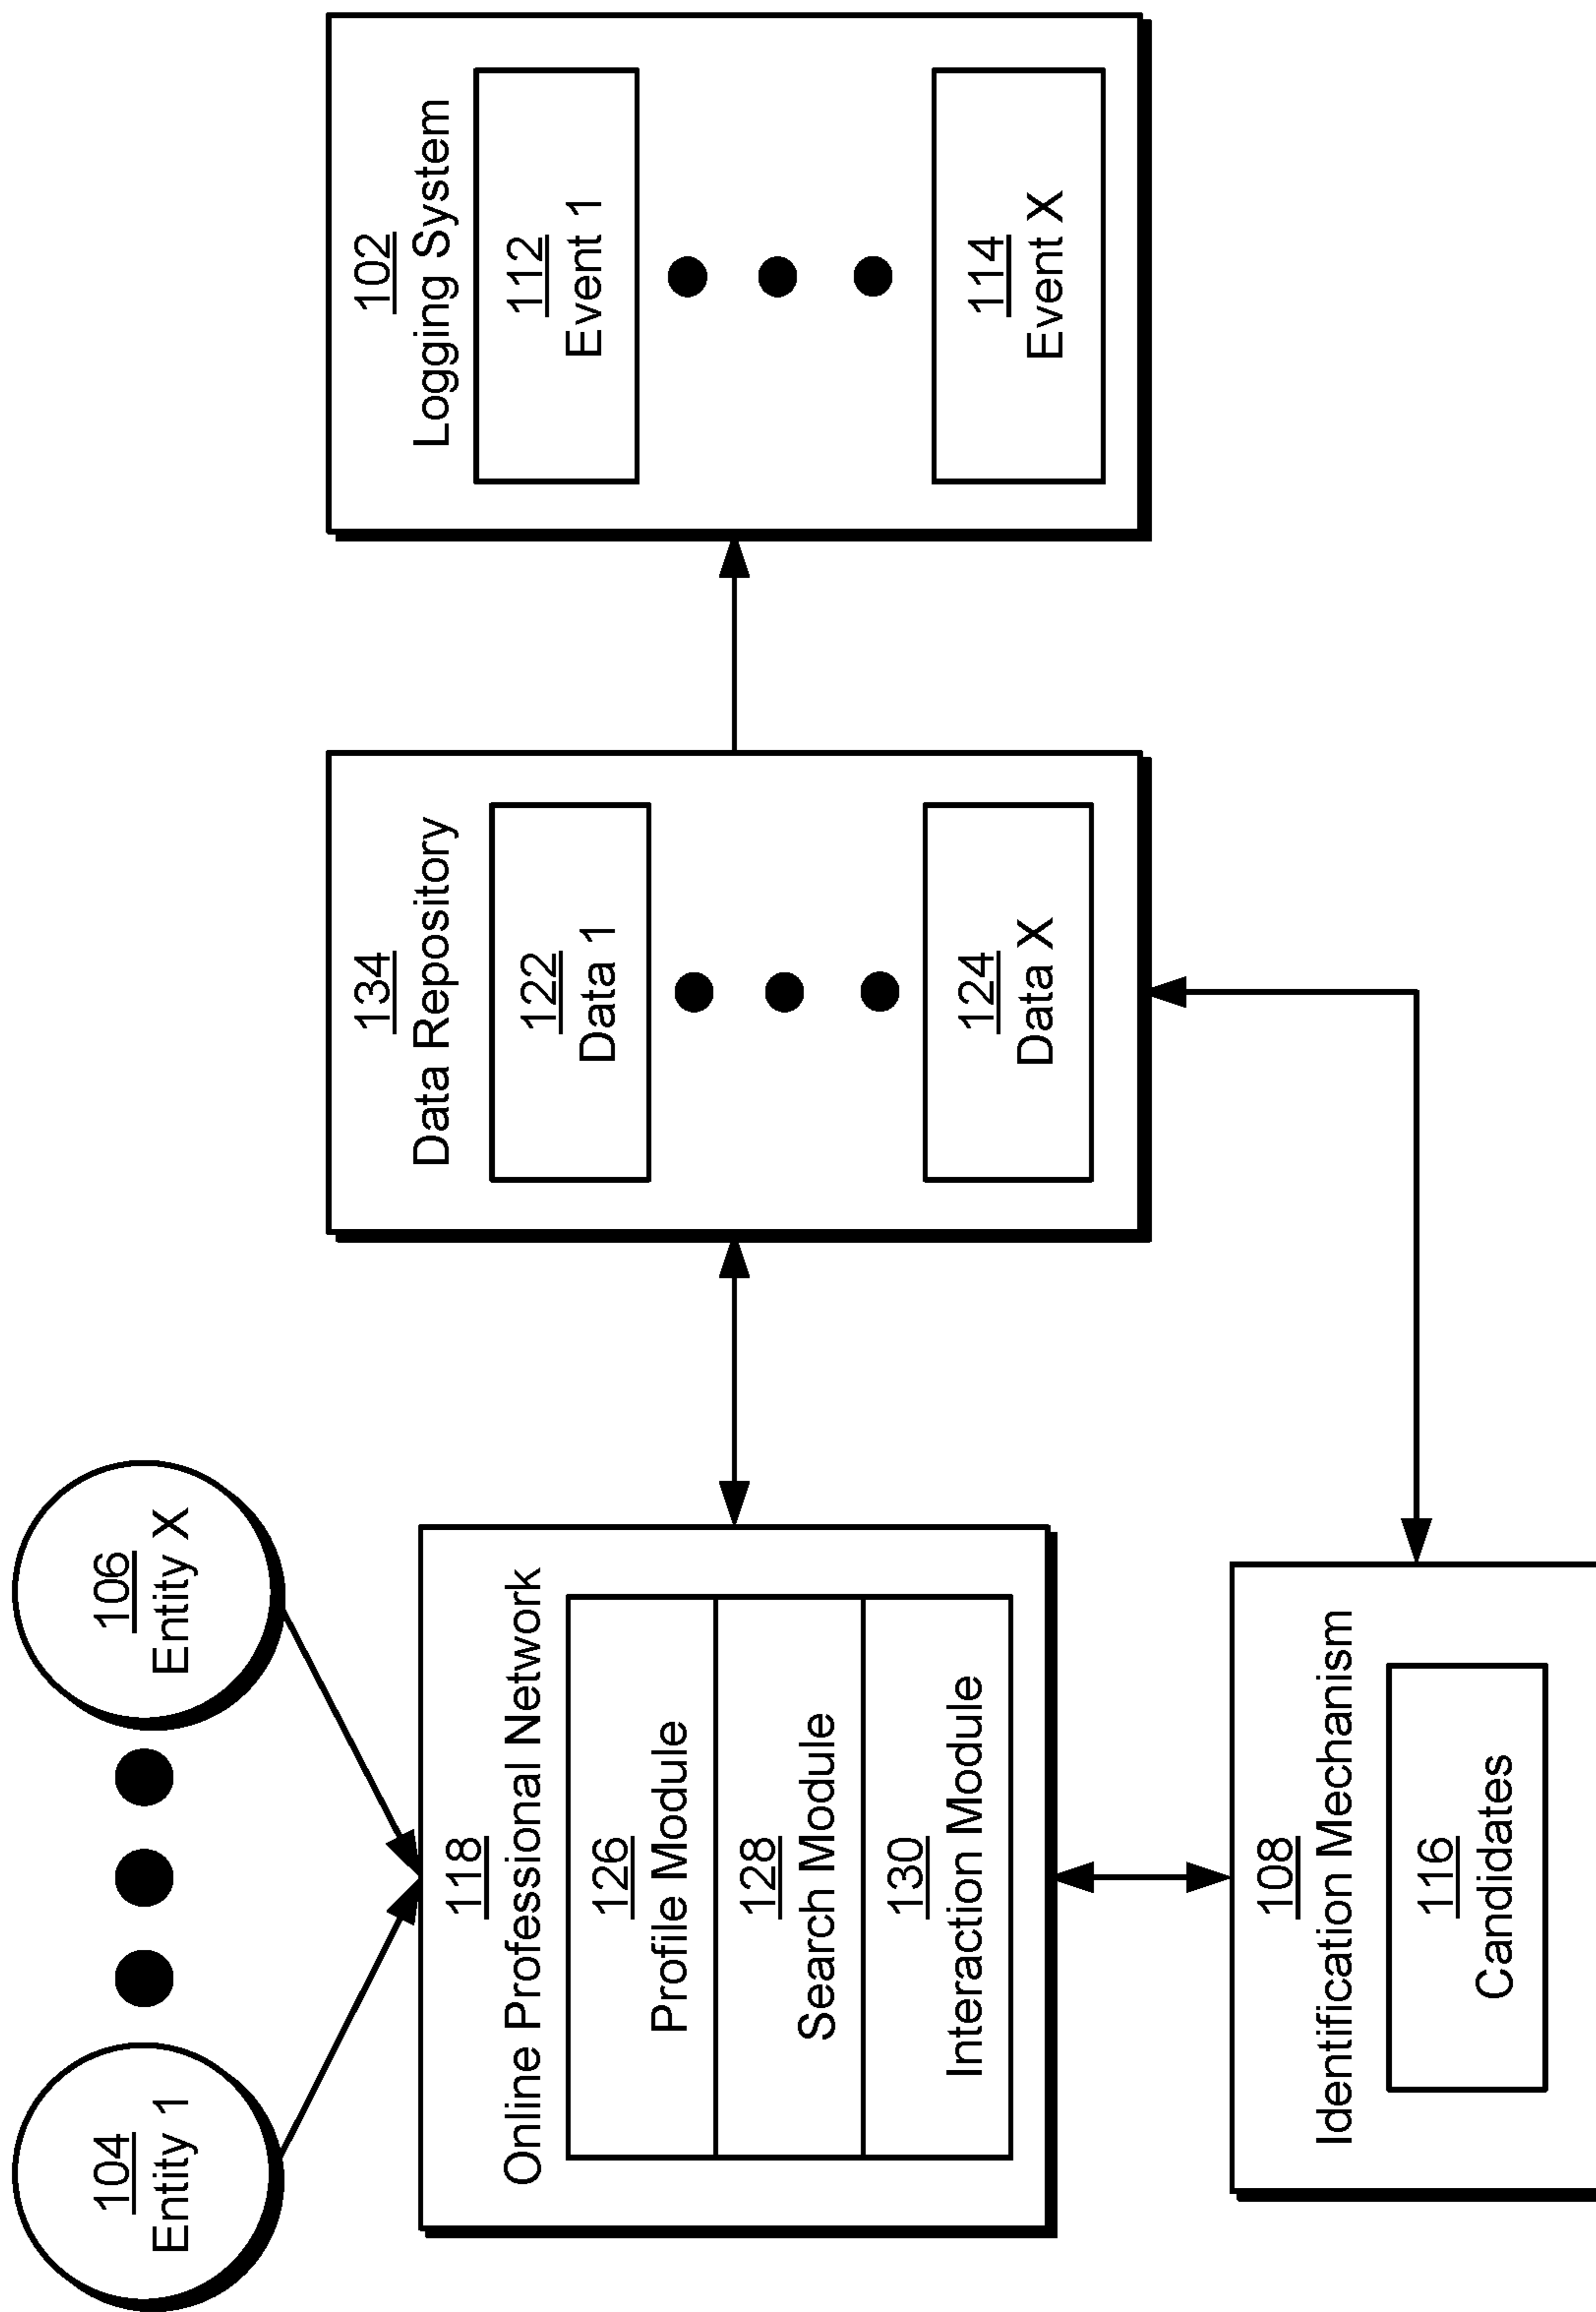 104
Entity 1
106
Entity X
118
Online Professional Network
126
Profile Module
128
Search Module
130
Interaction Module
108
Identification Mechanism
116
Candidates
134
Data Repository
122
Data 1
124
Data X
102
Logging System
112
Event 1
114
Event X